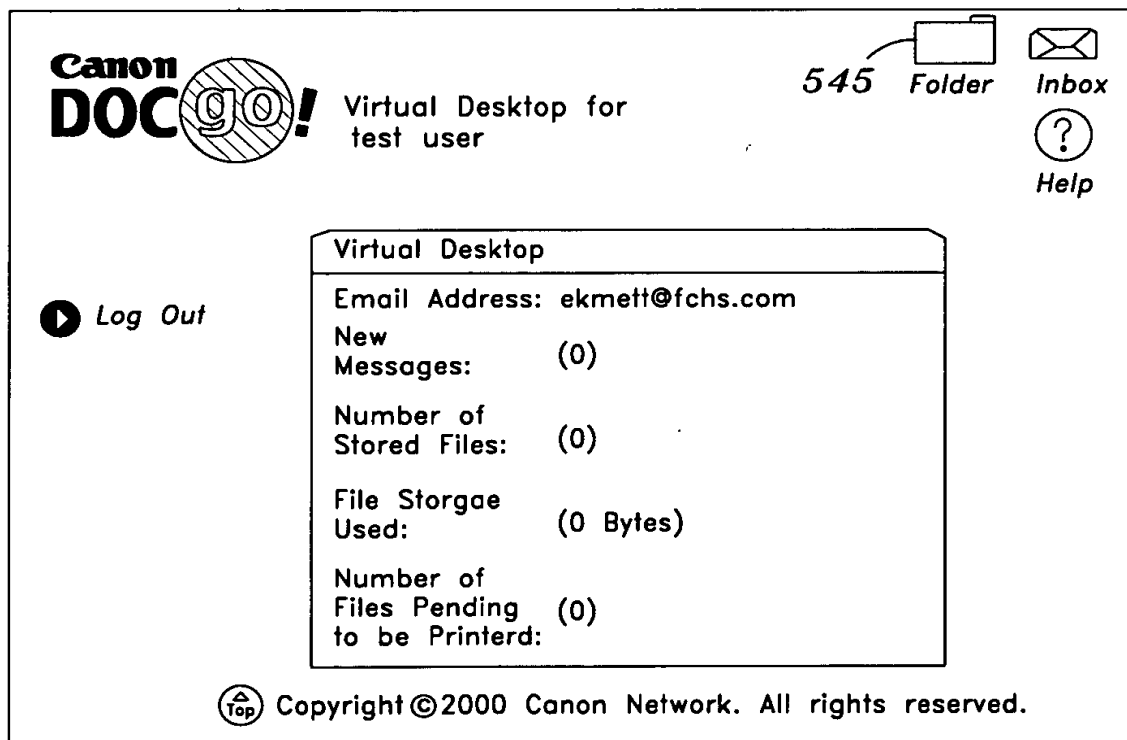 Canon
DOC go!
Virtual Desktop for
test user
545
Folder
Inbox
?
Help
Log Out
Virtual Desktop
Email Address: ekmett@fchs.com
New
Messages: (0)
Number of
Stored Files: (0)
File Storgae
Used: (0 Bytes)
Number of
Files Pending (0)
to be Printerd:
Top Copyright ©2000 Canon Network. All rights reserved.